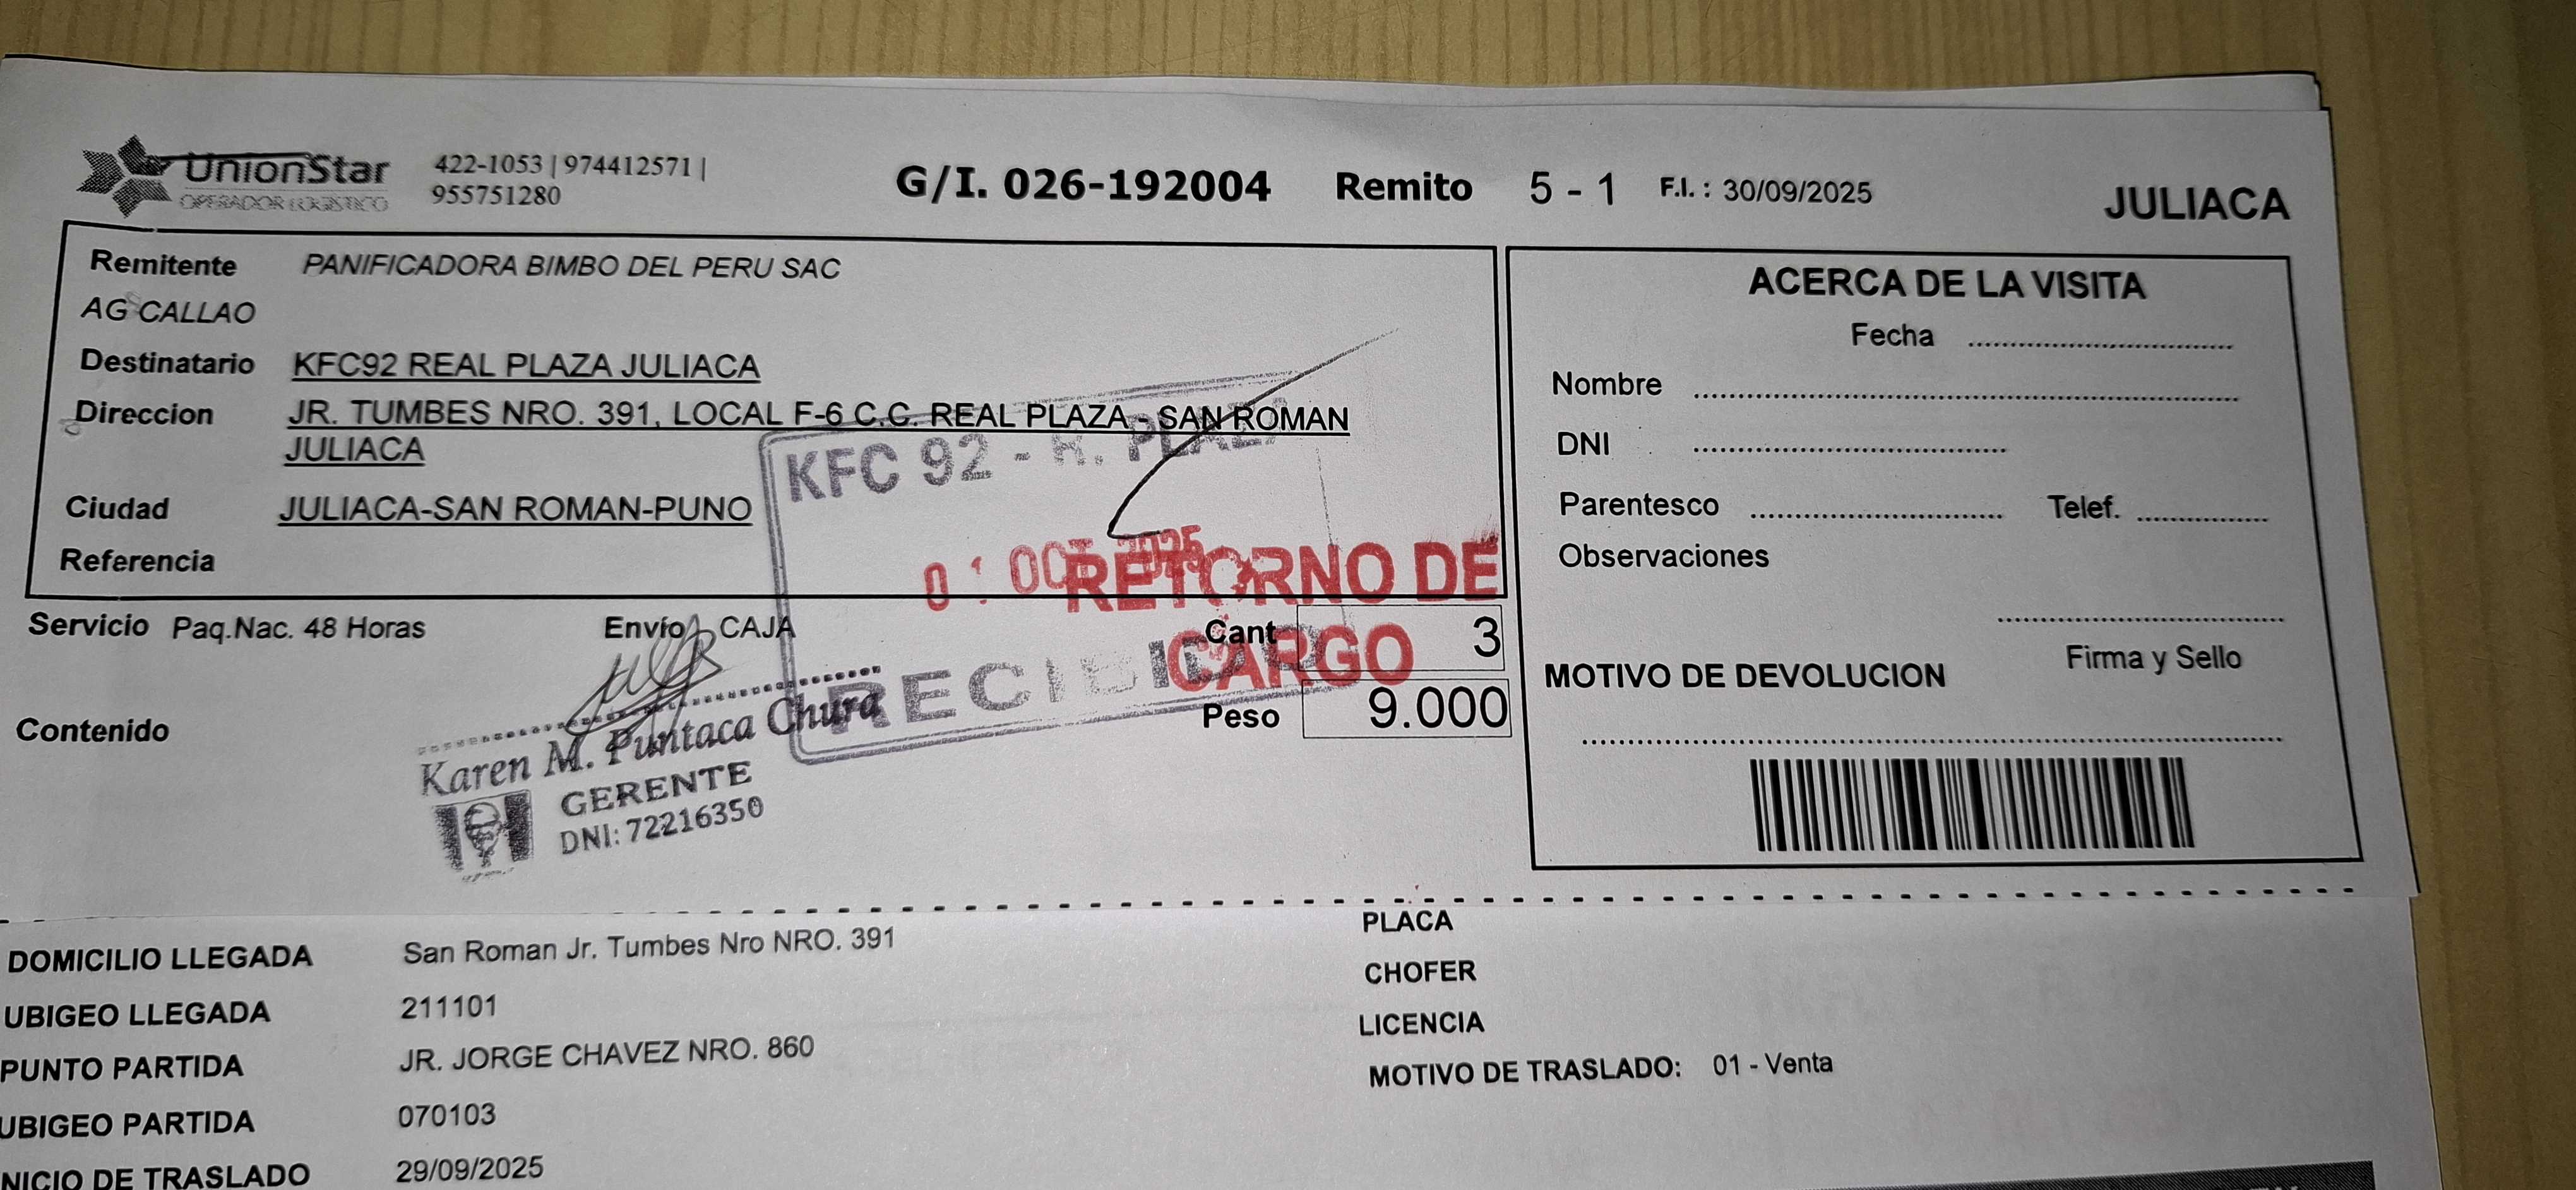 UnionStar
OPERADOR LOGISTICO
422-1053 | 974412571 |
955751280
G/I. 026-192004 Remito 5 - 1 F.I. : 30/09/2025
JULIACA
Remitente PANIFICADORA BIMBO DEL PERU SAC
AG CALLAO
Destinatario KFC92 REAL PLAZA JULIACA
Direccion JR. TUMBES NRO. 391, LOCAL F-6 C.C. REAL PLAZA - SAN ROMAN
JULIACA
Ciudad JULIACA-SAN ROMAN-PUNO
Referencia
KFC 92 - R. PLAZA
01 OCT 2025
RECIBIDO
RETORNO DE
CARGO
Servicio Paq.Nac. 48 Horas Envío CAJA Cant 3
Contenido Peso 9.000
Karen M. Puntaca Chura
GERENTE
DNI: 72216350
ACERCA DE LA VISITA
Fecha
Nombre
DNI
Parentesco Telef.
Observaciones
Firma y Sello
MOTIVO DE DEVOLUCION
DOMICILIO LLEGADA San Roman Jr. Tumbes Nro NRO. 391
UBIGEO LLEGADA 211101
PUNTO PARTIDA JR. JORGE CHAVEZ NRO. 860
UBIGEO PARTIDA 070103
NICIO DE TRASLADO 29/09/2025
PLACA
CHOFER
LICENCIA
MOTIVO DE TRASLADO: 01 - Venta